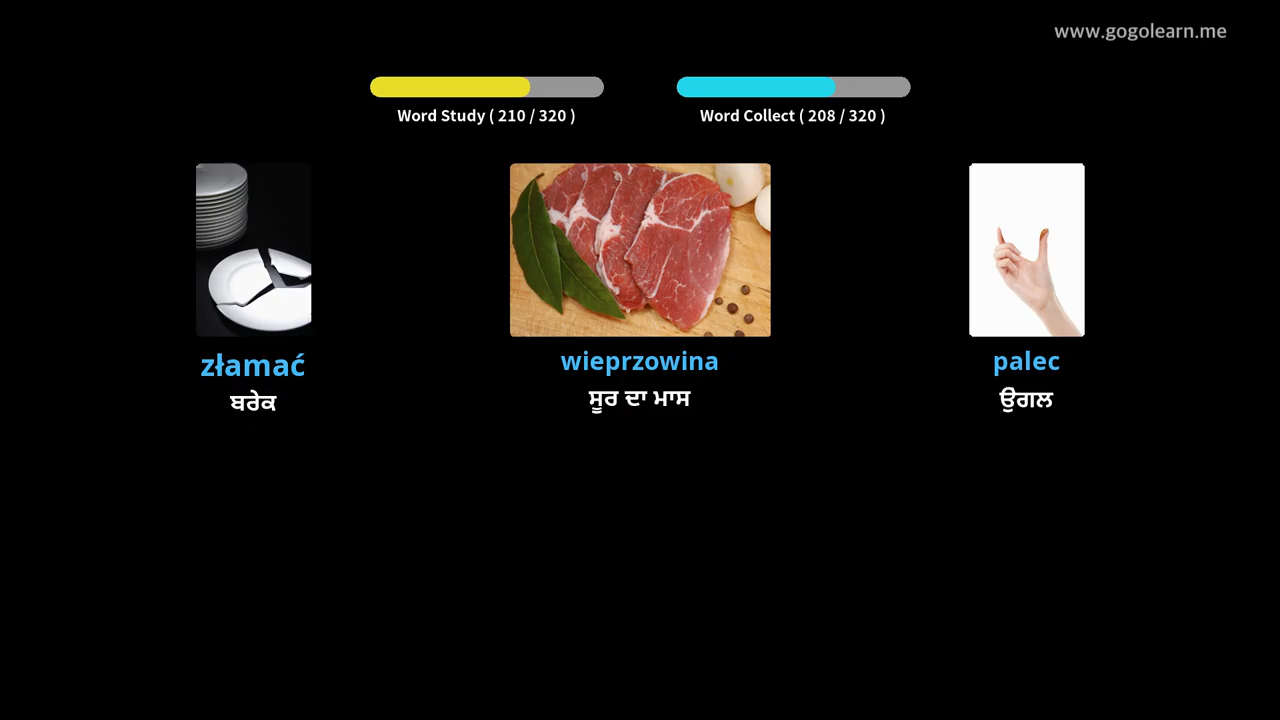 www.gogolearn.me
Word Study ( 210 / 320 )
Word Collect ( 208 / 320 )
złamać
ਬਰੇਕ
wieprzowina
ਸੂਰ ਦਾ ਮਾਸ
palec
ਉਂਗਲ